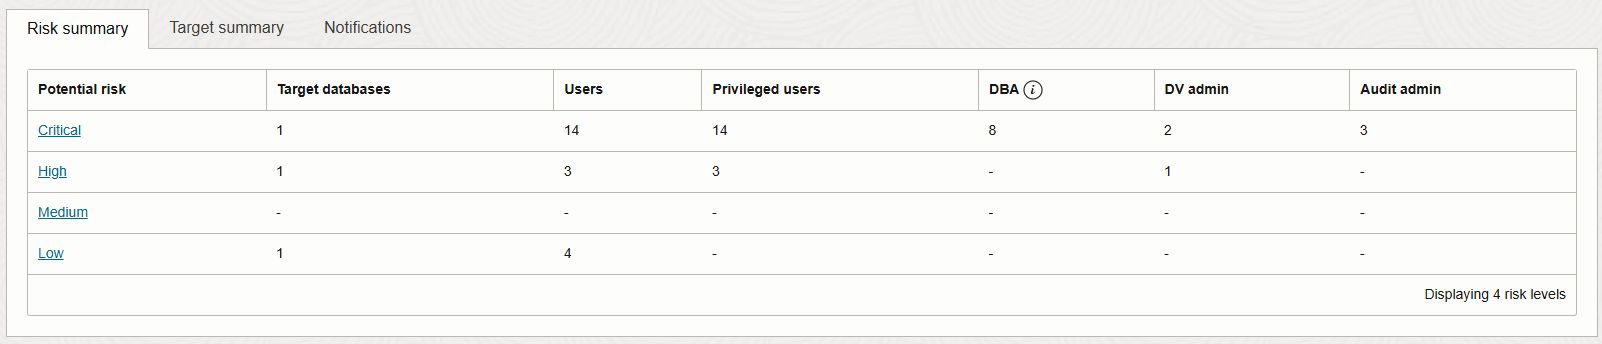 Risk summary Target summary Notifications
Potential risk Target databases Users Privileged users DBA i DV admin Audit admin
Critical 1 14 14 8 2 3
High 1 3 3 - 1 -
Medium - - - - - -
Low 1 4 - - - -
Displaying 4 risk levels